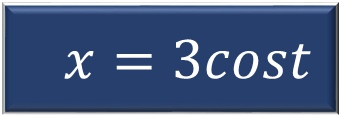 x = 3cost